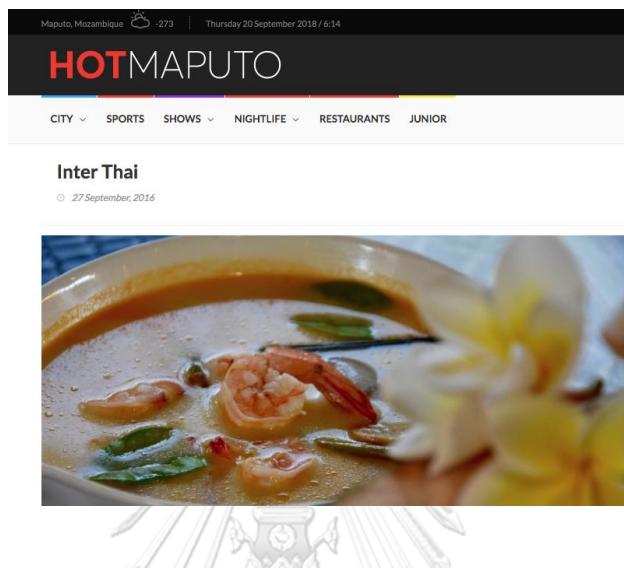 Maputo, Mozambique -273 Thursday 20 September 2018 / 6:14
HOTMAPUTO
CITY SPORTS SHOWS NIGHTLIFE RESTAURANTS JUNIOR
Inter Thai
27 September, 2016